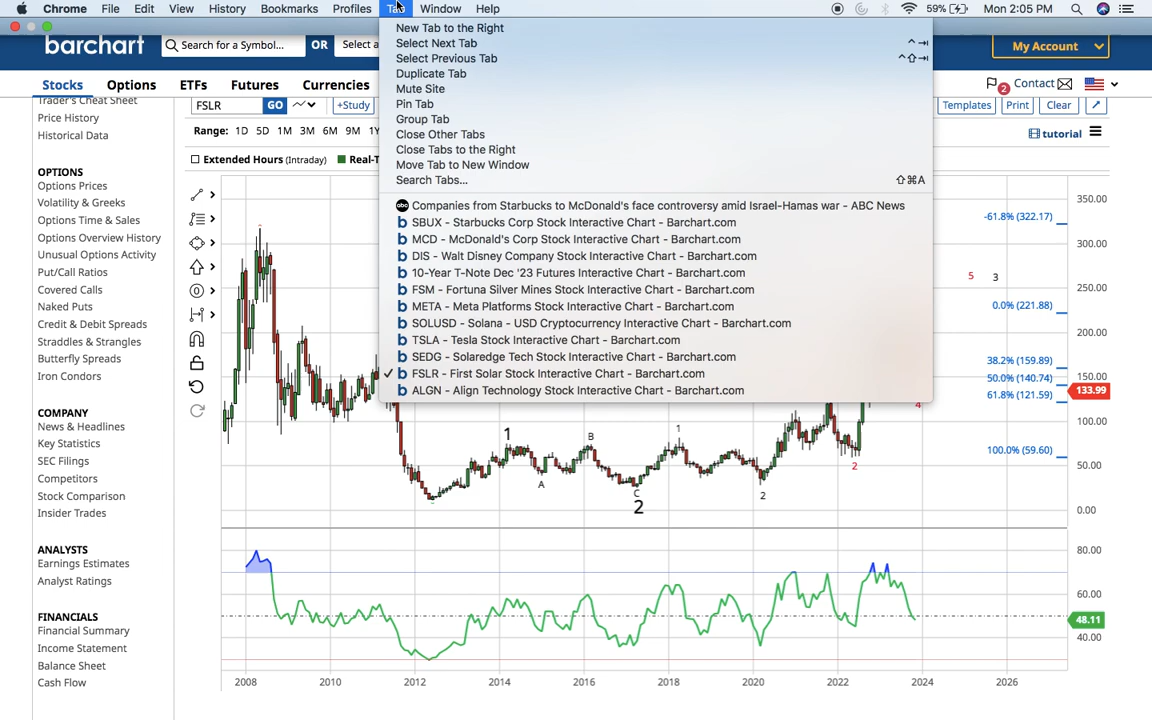 Chrome File Edit View History Bookmarks Profiles Tab Window Help 59% Mon 2:05 PM
barchart
Search for a Symbol...
OR
Select a
My Account
Stocks Options ETFs Futures Currencies
2
Contact
Trader's Cheat Sheet
Price History
Historical Data
OPTIONS
Options Prices
Volatility & Greeks
Options Time & Sales
Options Overview History
Unusual Options Activity
Put/Call Ratios
Covered Calls
Naked Puts
Credit & Debit Spreads
Straddles & Strangles
Butterfly Spreads
Iron Condors
COMPANY
News & Headlines
Key Statistics
SEC Filings
Competitors
Stock Comparison
Insider Trades
ANALYSTS
Earnings Estimates
Analyst Ratings
FINANCIALS
Financial Summary
Income Statement
Balance Sheet
Cash Flow
FSLR GO +Study
Templates Print Clear
Range: 1D 5D 1M 3M 6M 9M 1Y
tutorial
Extended Hours (Intraday) Real-T
New Tab to the Right
Select Next Tab
Select Previous Tab
Duplicate Tab
Mute Site
Pin Tab
Group Tab
Close Other Tabs
Close Tabs to the Right
Move Tab to New Window
Search Tabs... ⇧⌘A
abc Companies from Starbucks to McDonald's face controversy amid Israel-Hamas war - ABC News
b SBUX - Starbucks Corp Stock Interactive Chart - Barchart.com
b MCD - McDonald's Corp Stock Interactive Chart - Barchart.com
b DIS - Walt Disney Company Stock Interactive Chart - Barchart.com
b 10-Year T-Note Dec '23 Futures Interactive Chart - Barchart.com
b FSM - Fortuna Silver Mines Stock Interactive Chart - Barchart.com
b META - Meta Platforms Stock Interactive Chart - Barchart.com
b SOLUSD - Solana - USD Cryptocurrency Interactive Chart - Barchart.com
b TSLA - Tesla Stock Interactive Chart - Barchart.com
b SEDG - Solaredge Tech Stock Interactive Chart - Barchart.com
✓ b FSLR - First Solar Stock Interactive Chart - Barchart.com
b ALGN - Align Technology Stock Interactive Chart - Barchart.com
350.00
-61.8% (322.17)
300.00
5 3
250.00
0.0% (221.88)
200.00
38.2% (159.89)
150.00
50.0% (140.74)
133.99
61.8% (121.59)
4
100.00
1 B 1
100.0% (59.60)
50.00
A C 2 2 2
0.00
80.00
60.00
48.11
40.00
2008 2010 2012 2014 2016 2018 2020 2022 2024 2026